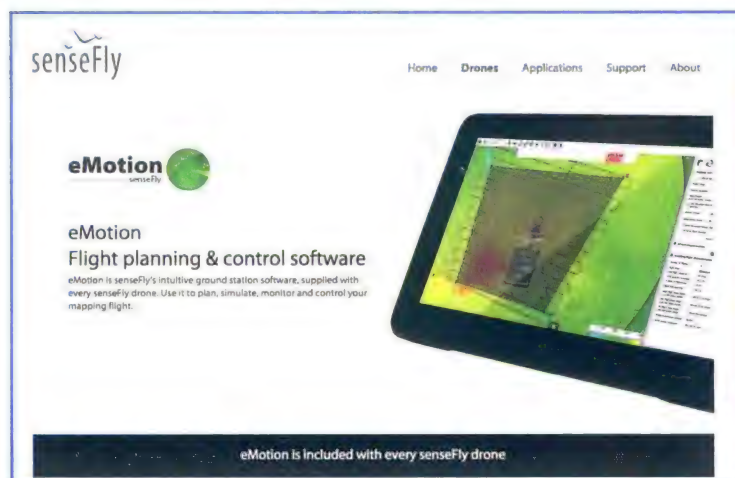 senseFly
Home Drones Applications Support About
eMotion
senseFly
eMotion
Flight planning & control software
eMotion is senseFly's intuitive ground station software, supplied with
every senseFly drone. Use it to plan, simulate, monitor and control your
mapping flight.
eMotion is included with every senseFly drone